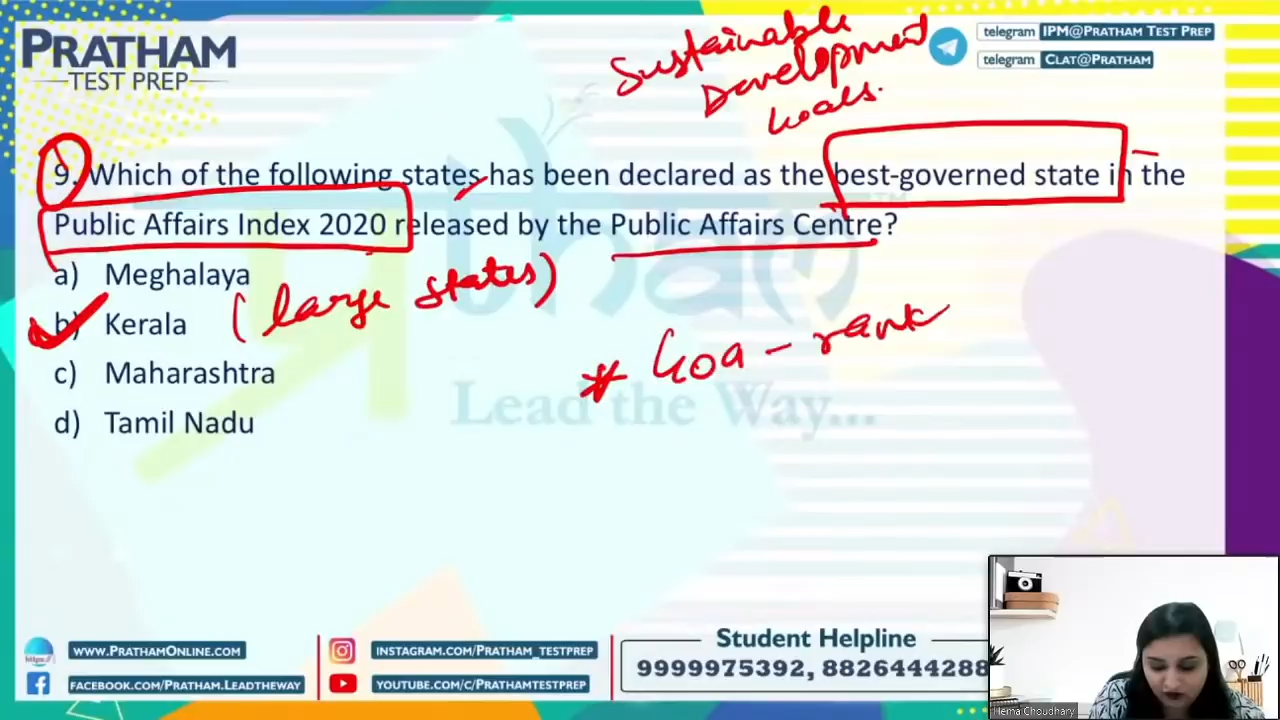 PRATHAM
TEST PREP
Sustainable
Development
Goals.
telegram IPM@PRATHAM TEST PREP
telegram CLAT@PRATHAM
9. Which of the following states has been declared as the best-governed state in the
Public Affairs Index 2020 released by the Public Affairs Centre?
a) Meghalaya
(large states)
b) Kerala
* Goa - rank
c) Maharashtra
d) Tamil Nadu
Lead the Way...
WWW.PRATHAMONLINE.COM
FACEBOOK.COM/PRATHAM.LEADTHEWAY
INSTAGRAM.COM/PRATHAM_TESTPREP
YOUTUBE.COM/C/PRATHAMTESTPREP
Student Helpline
9999975392, 8826444288
Hema Choudhary